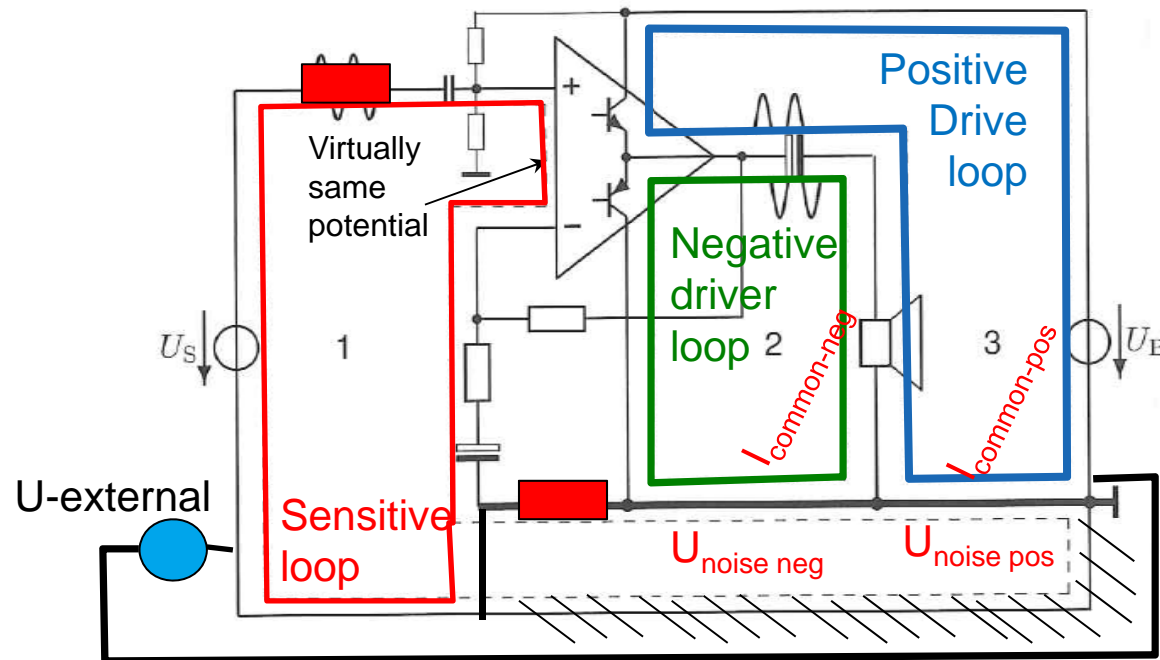 Positive
Drive
loop
+
Virtually
same
potential
−
Negative
driver
loop
U_S
1
2
3
U_B
I_common-neg
I_common-pos
U-external
Sensitive
loop
U_noise neg
U_noise pos